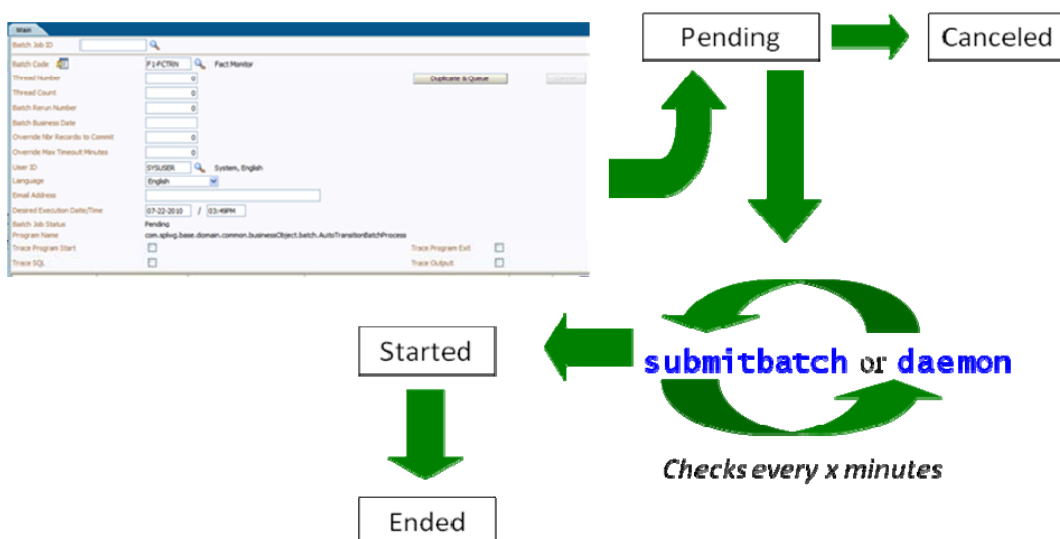 Main
Batch Job ID
Batch Code F1-FCTRN Fact Monitor
Thread Number 0 Duplicate & Queue Cancel
Thread Count 0
Batch Rerun Number 0
Batch Business Date
Override Nbr Records to Commit 0
Override Max Timeout Minutes 0
User ID SYSUSER System, English
Language English
Email Address
Desired Execution Date/Time 07-22-2010 / 03:49PM
Batch Job Status Pending
Program Name com.splwg.base.domain.common.businessObject.batch.AutoTransitionBatchProcess
Trace Program Start Trace Program Exit
Trace SQL Trace Output
Pending
Canceled
submitbatch or daemon
Checks every x minutes
Started
Ended